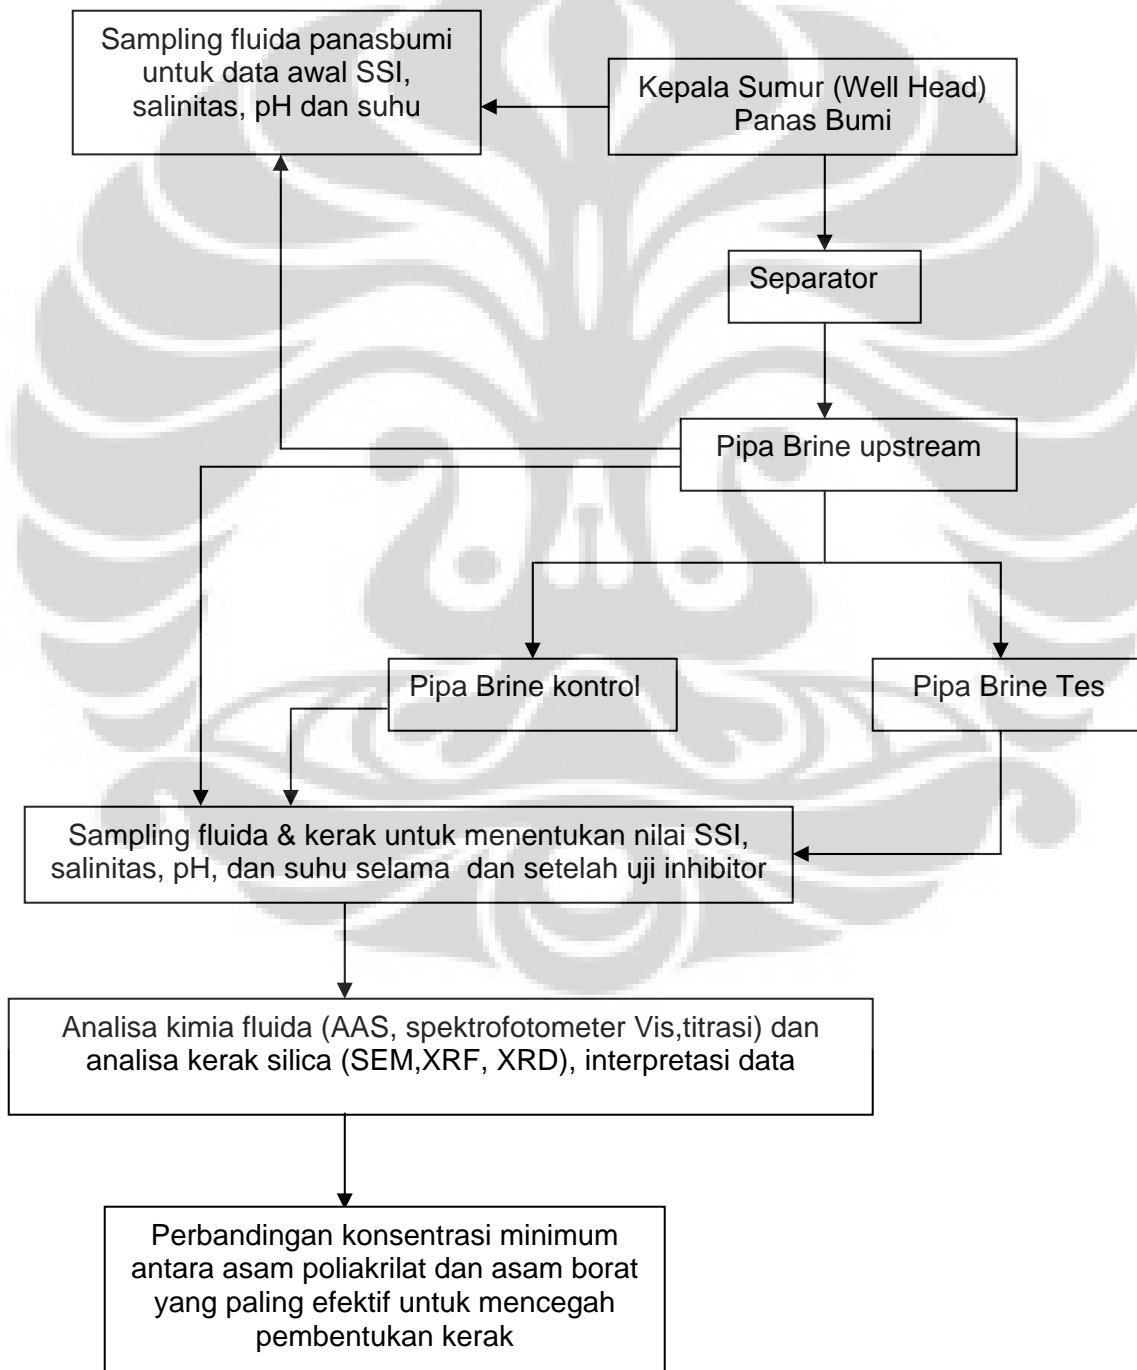 Sampling fluida panasbumi
untuk data awal SSI,
salinitas, pH dan suhu
Kepala Sumur (Well Head)
Panas Bumi
Separator
Pipa Brine upstream
Pipa Brine kontrol
Pipa Brine Tes
Sampling fluida & kerak untuk menentukan nilai SSI,
salinitas, pH, dan suhu selama  dan setelah uji inhibitor
Analisa kimia fluida (AAS, spektrofotometer Vis,titrasi) dan
analisa kerak silica (SEM,XRF, XRD), interpretasi data
Perbandingan konsentrasi minimum
antara asam poliakrilat dan asam borat
yang paling efektif untuk mencegah
pembentukan kerak